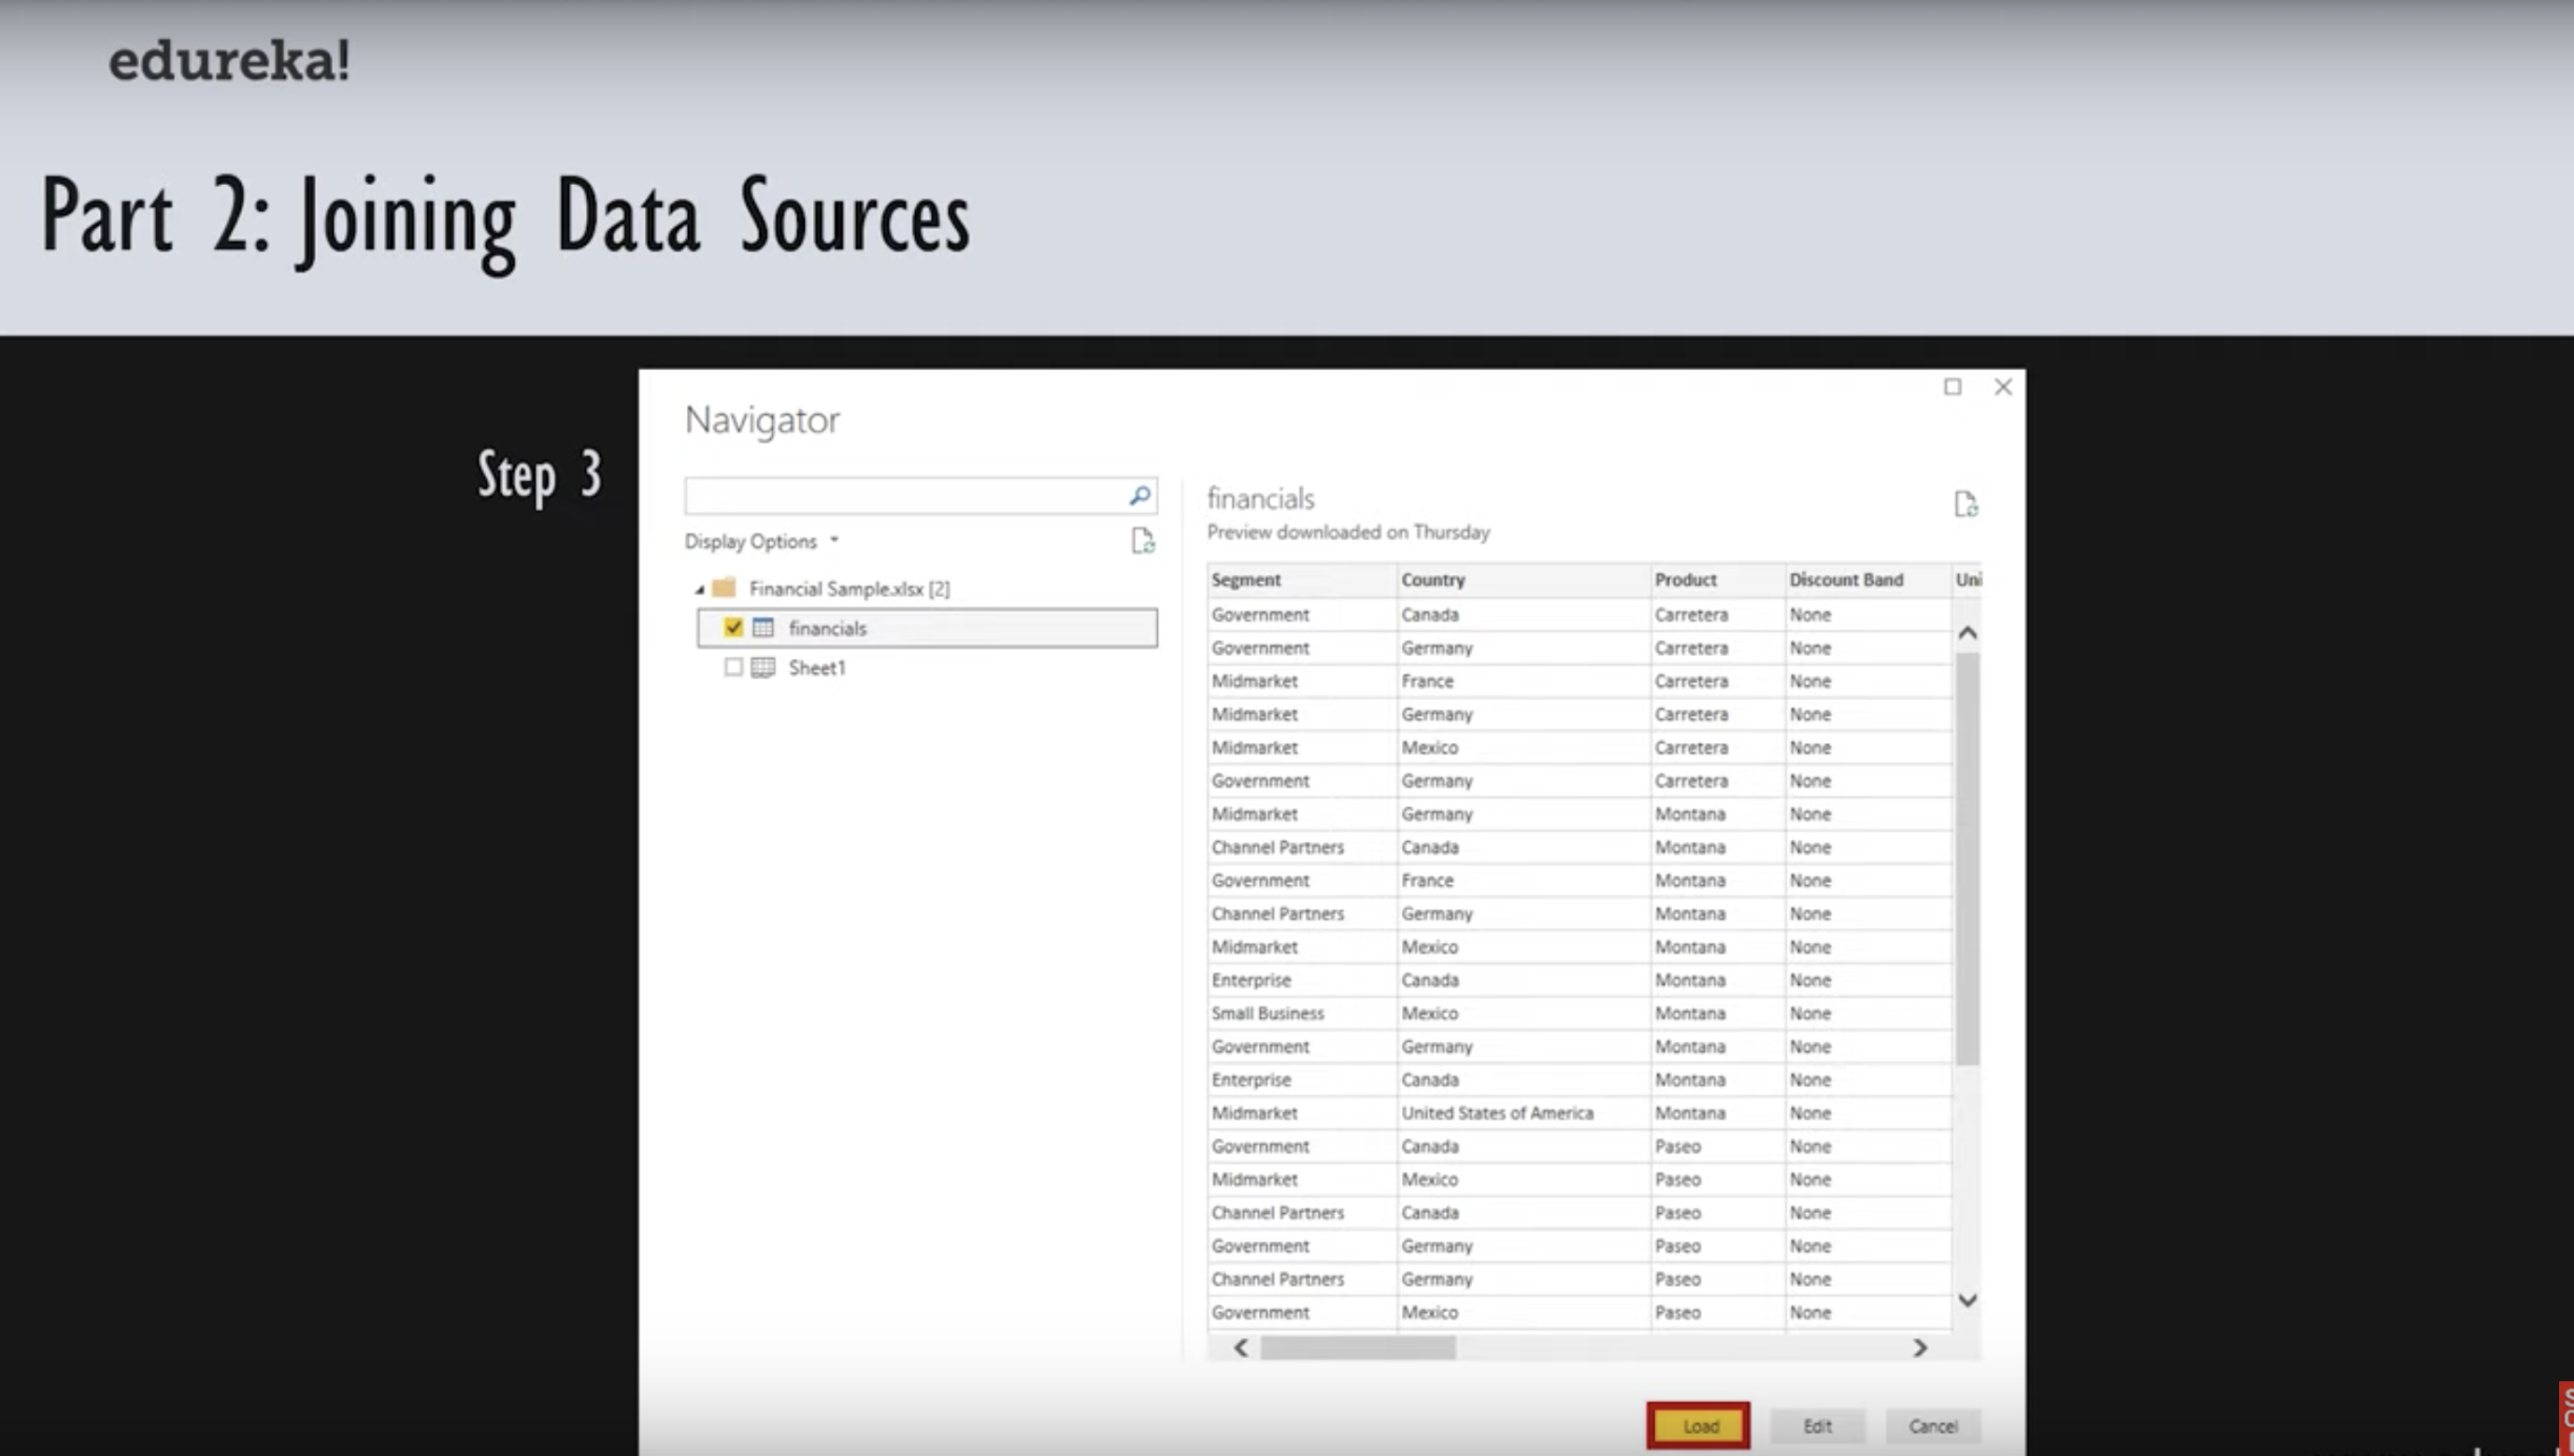 edureka!
Part 2: Joining Data Sources
Step 3
Navigator
Display Options
Financial Sample.xlsx [2]
financials
Sheet1
financials
Preview downloaded on Thursday
Segment Country Product Discount Band Uni
Government Canada Carretera None
Government Germany Carretera None
Midmarket France Carretera None
Midmarket Germany Carretera None
Midmarket Mexico Carretera None
Government Germany Carretera None
Midmarket Germany Montana None
Channel Partners Canada Montana None
Government France Montana None
Channel Partners Germany Montana None
Midmarket Mexico Montana None
Enterprise Canada Montana None
Small Business Mexico Montana None
Government Germany Montana None
Enterprise Canada Montana None
Midmarket United States of America Montana None
Government Canada Paseo None
Midmarket Mexico Paseo None
Channel Partners Canada Paseo None
Government Germany Paseo None
Channel Partners Germany Paseo None
Government Mexico Paseo None
Load Edit Cancel